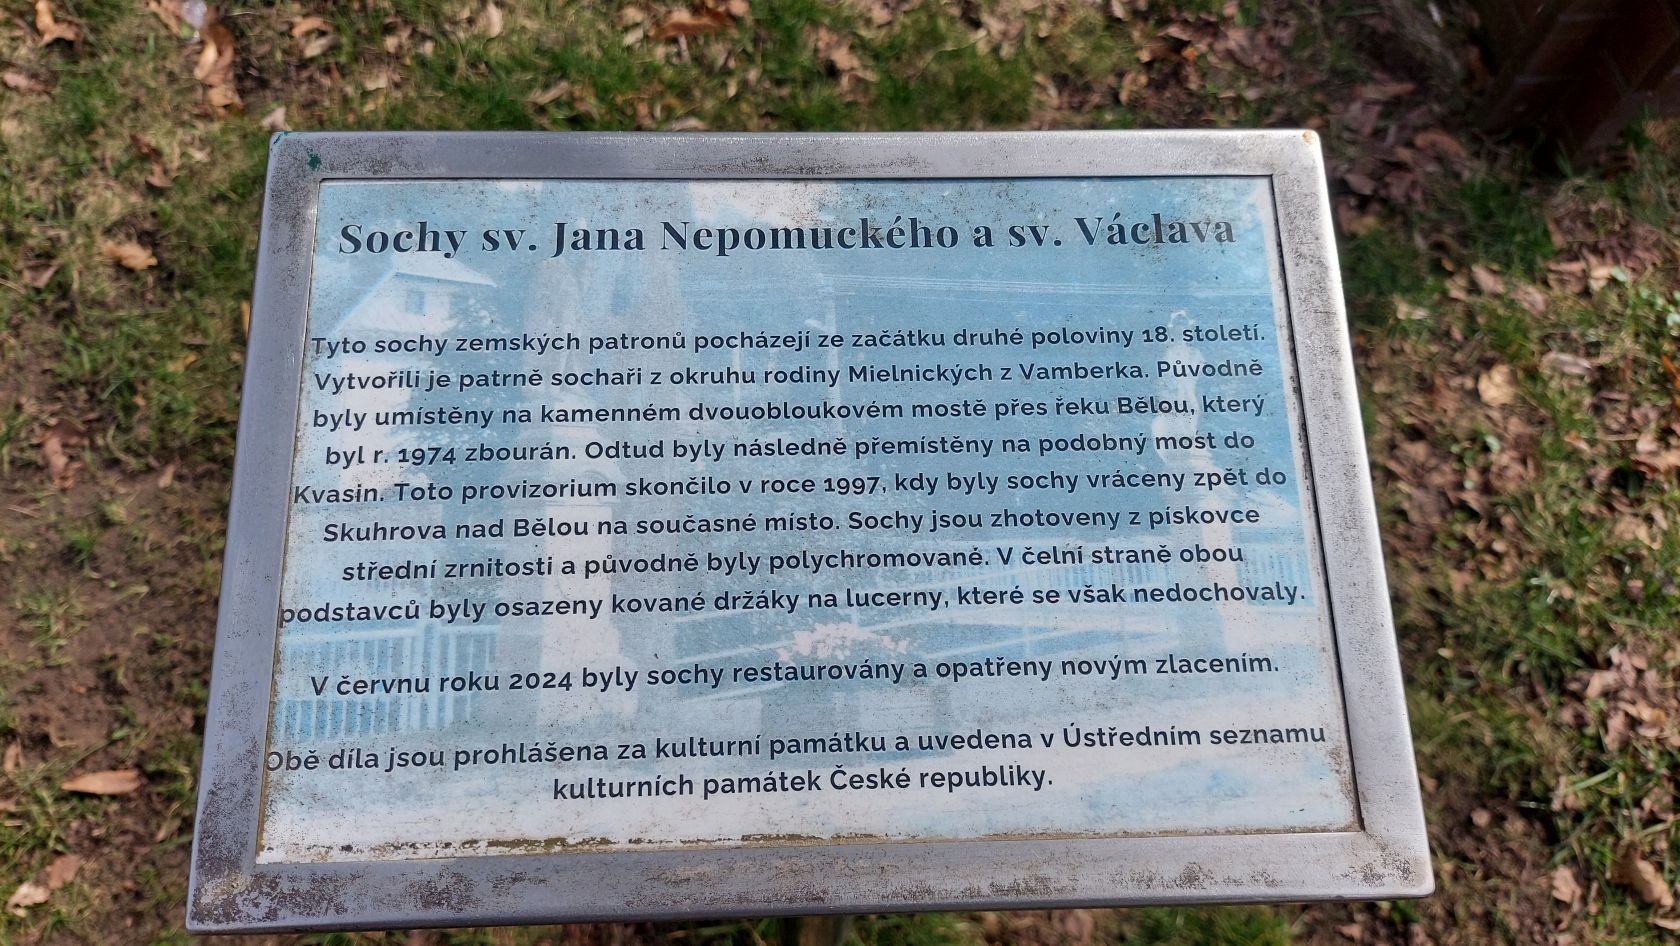 Sochy sv. Jana Nepomuckého a sv. Václava
Tyto sochy zemských patronů pocházejí ze začátku druhé poloviny 18. století.
Vytvořili je patrně sochaři z okruhu rodiny Mielnických z Vamberka. Původně
byly umístěny na kamenném dvouobloukovém mostě přes řeku Bělou, který
byl r. 1974 zbourán. Odtud byly následně přemístěny na podobný most do
Kvasin. Toto provizorium skončilo v roce 1997, kdy byly sochy vráceny zpět do
Skuhrova nad Bělou na současné místo. Sochy jsou zhotoveny z pískovce
střední zrnitosti a původně byly polychromované. V čelní straně obou
podstavců byly osazeny kované držáky na lucerny, které se však nedochovaly.
V červnu roku 2024 byly sochy restaurovány a opatřeny novým zlacením.
Obě díla jsou prohlášena za kulturní památku a uvedena v Ústředním seznamu
kulturních památek České republiky.